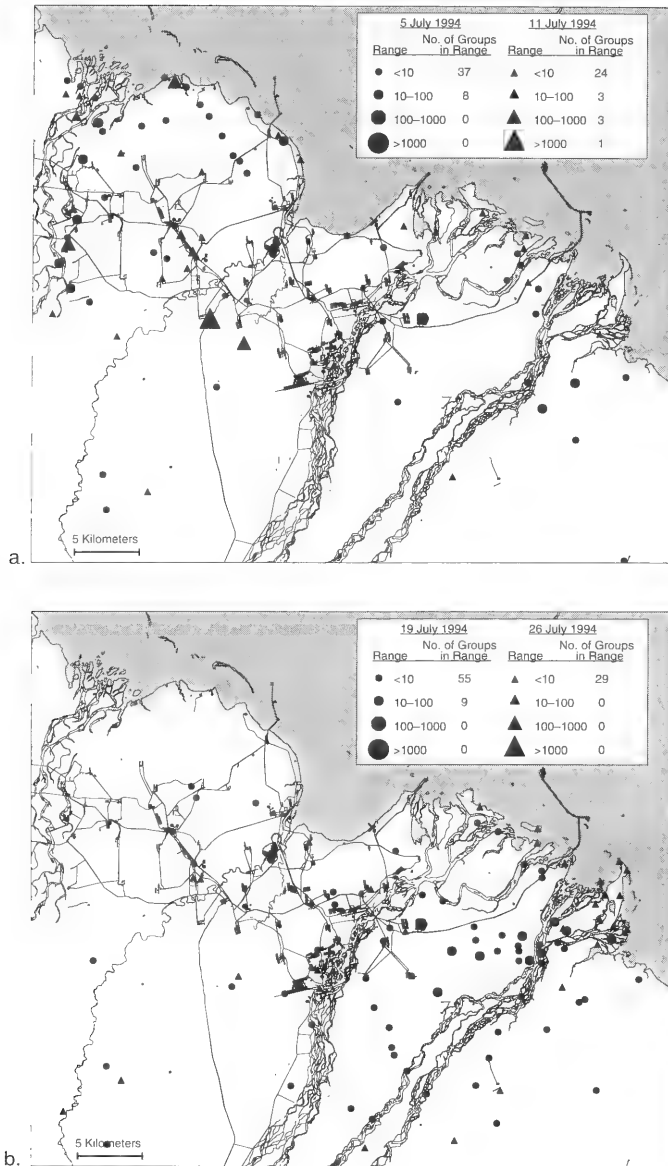 5 July 1994 11 July 1994
No. of Groups No. of Groups
Range in Range Range in Range
<10 37 <10 24
10–100 8 10–100 3
100–1000 0 100–1000 3
>1000 0 >1000 1
5 Kilometers
a.
19 July 1994 26 July 1994
No. of Groups No. of Groups
Range in Range Range in Range
<10 55 <10 29
10–100 9 10–100 0
100–1000 0 100–1000 0
>1000 0 >1000 0
5 Kilometers
b.